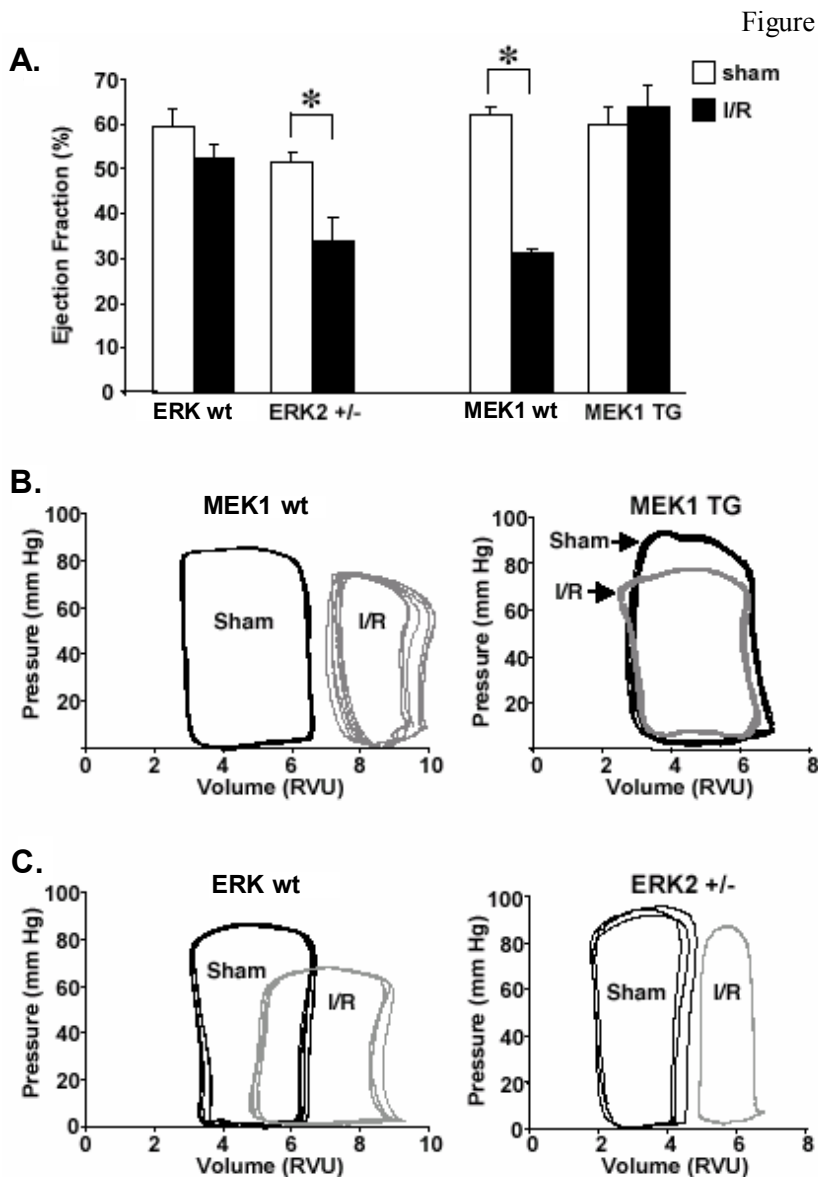 Figure
A.
Ejection Fraction (%)
70
60
50
40
30
20
10
0
*
*
sham
I/R
ERK wt
ERK2 +/-
MEK1 wt
MEK1 TG
B.
MEK1 wt
Pressure (mm Hg)
100
80
60
40
20
Sham
I/R
0 2 4 6 8 10
Volume (RVU)
MEK1 TG
Pressure (mm Hg)
100
80
60
40
20
Sham
I/R
0 2 4 6 8
Volume (RVU)
C.
ERK wt
Pressure (mm Hg)
100
80
60
40
20
0
Sham
I/R
0 2 4 6 8 10
Volume (RVU)
ERK2 +/-
Pressure (mm Hg)
100
80
60
40
20
0
Sham
I/R
0 2 4 6 8
Volume (RVU)